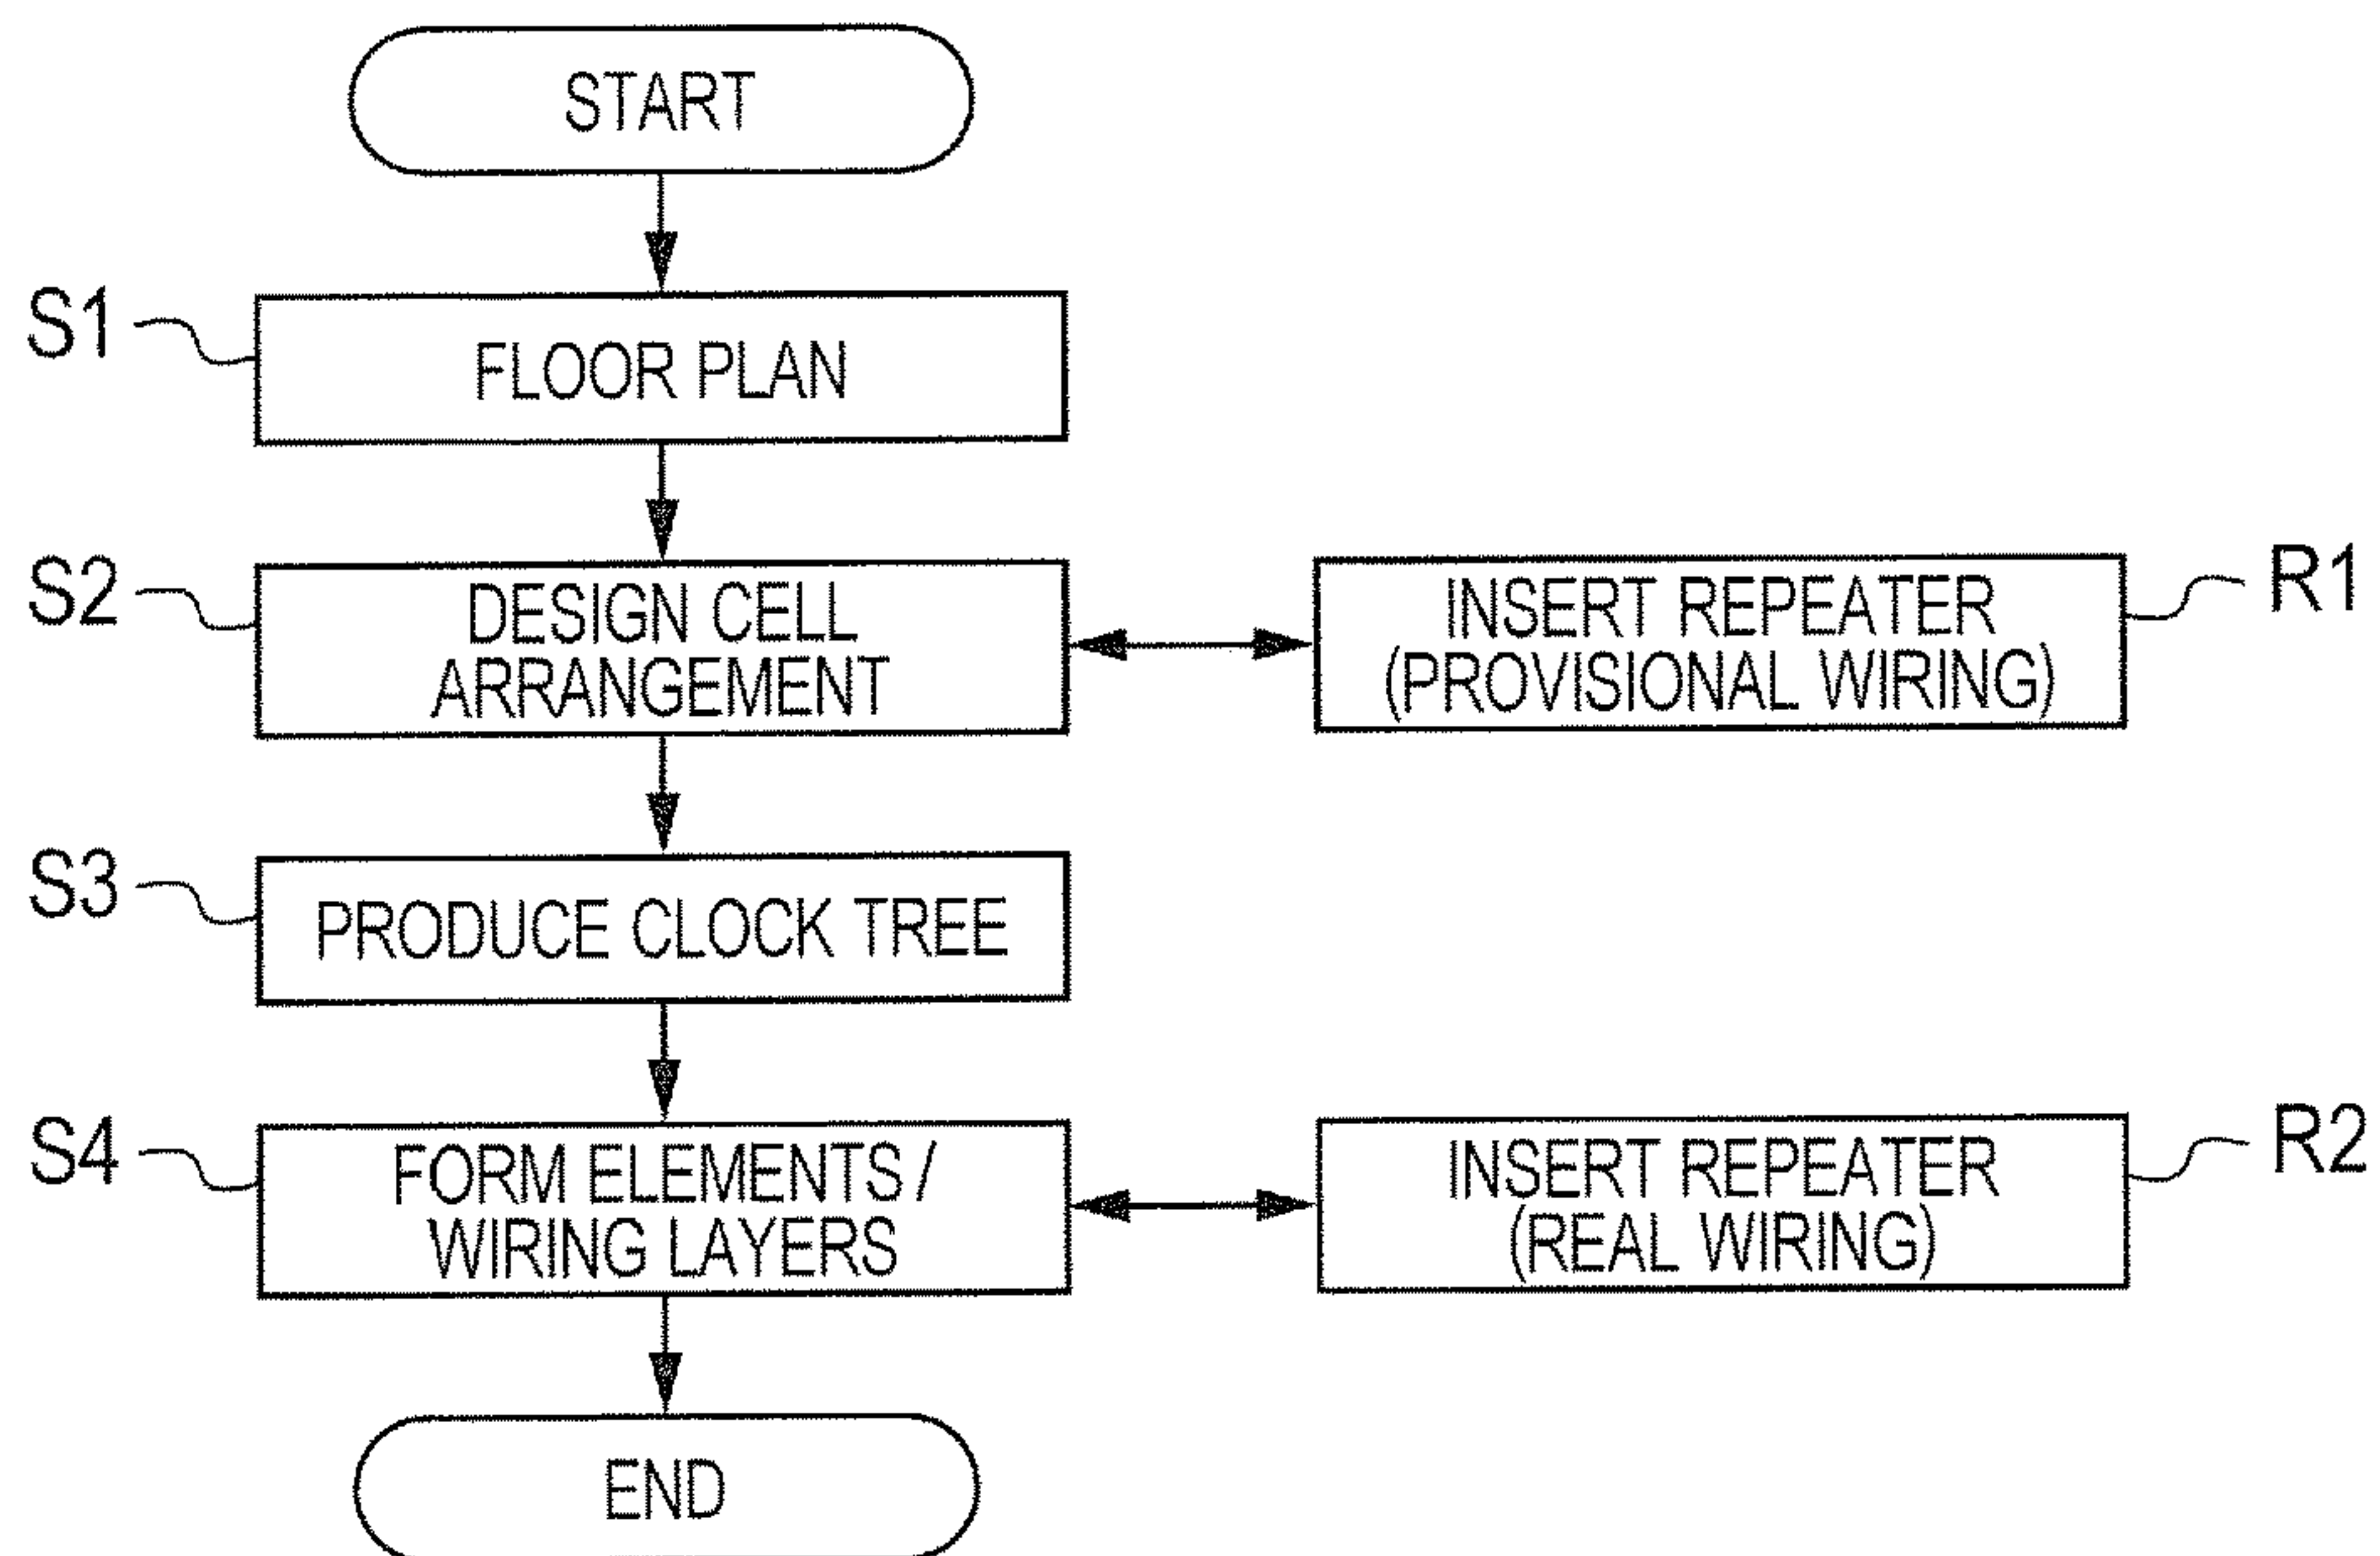 START
S1
FLOOR PLAN
S2
DESIGN CELL
ARRANGEMENT
INSERT REPEATER
(PROVISIONAL WIRING)
R1
S3
PRODUCE CLOCK TREE
S4
FORM ELEMENTS /
WIRING LAYERS
INSERT REPEATER
(REAL WIRING)
R2
END